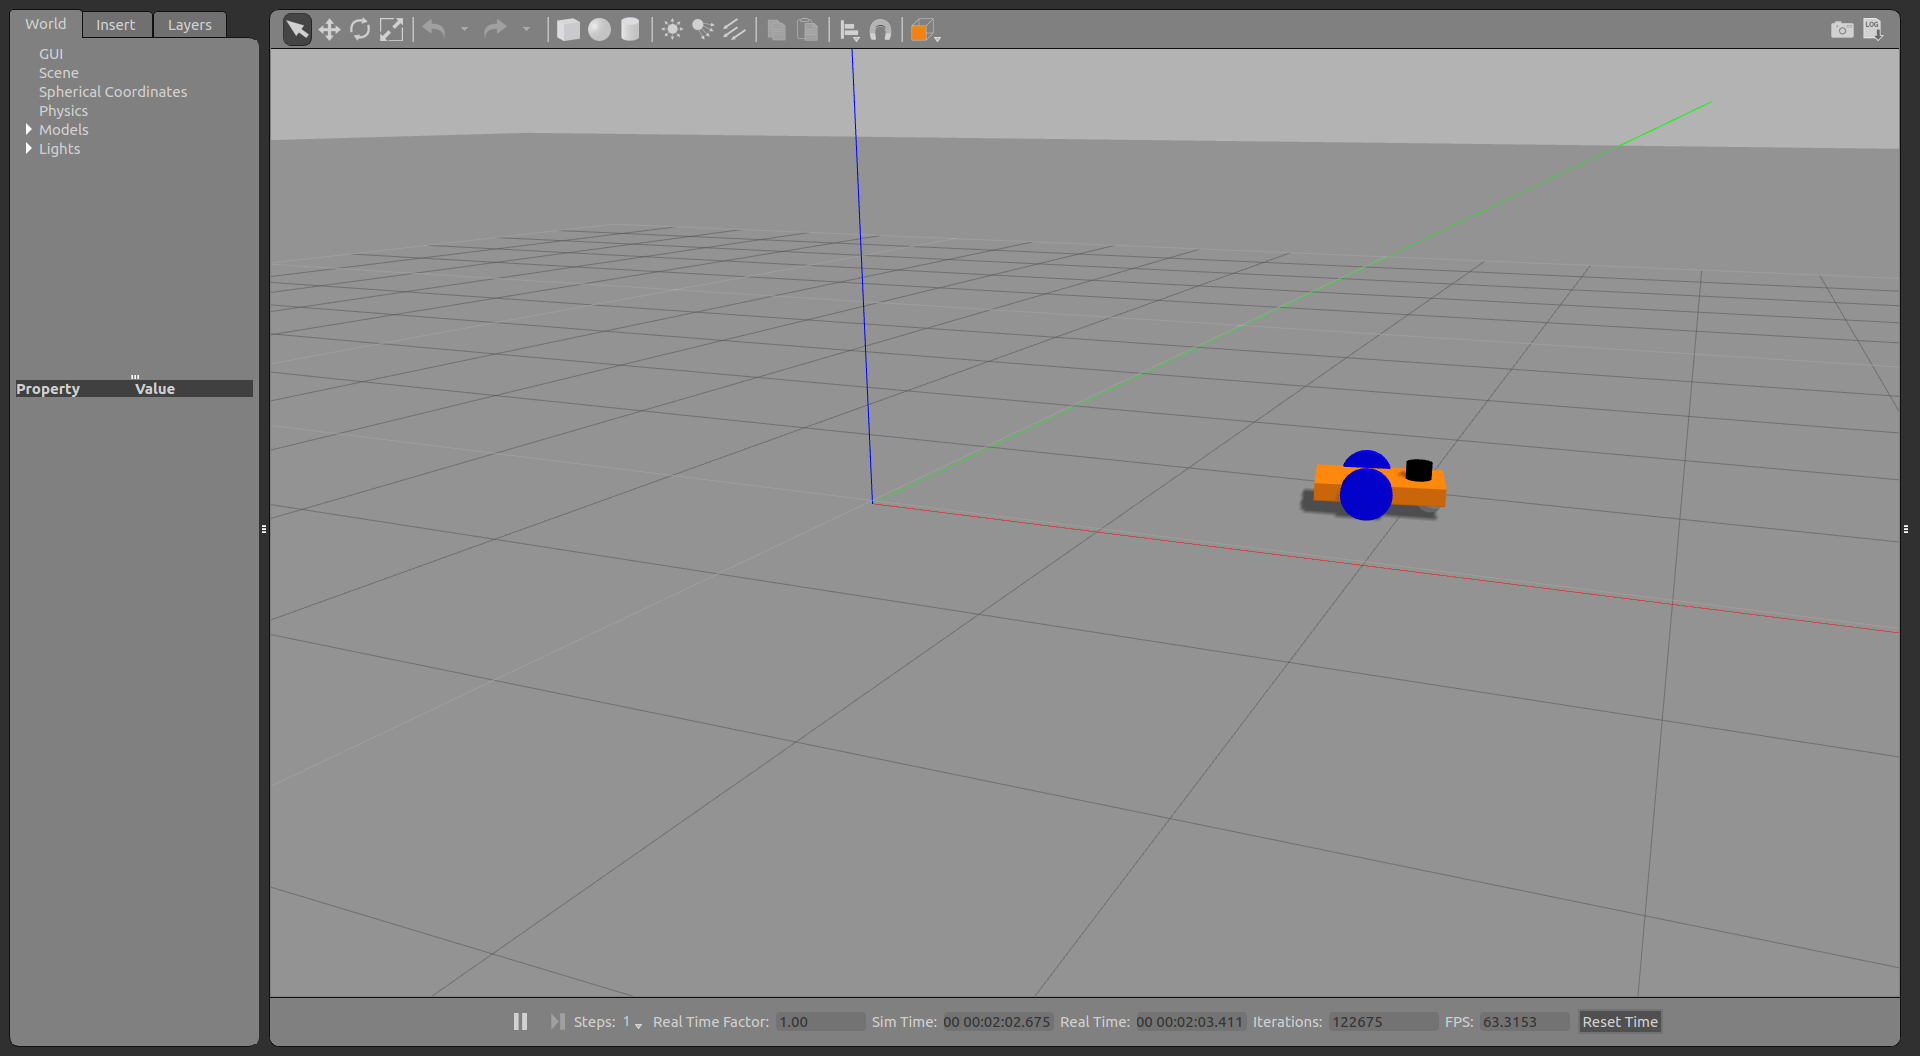 World Insert Layers
LOG
GUI
Scene
Spherical Coordinates
Physics
Models
Lights
Property Value
Steps: 1 Real Time Factor: 1.00 Sim Time: 00 00:02:02.675 Real Time: 00 00:02:03.411 Iterations: 122675 FPS: 63.3153 Reset Time